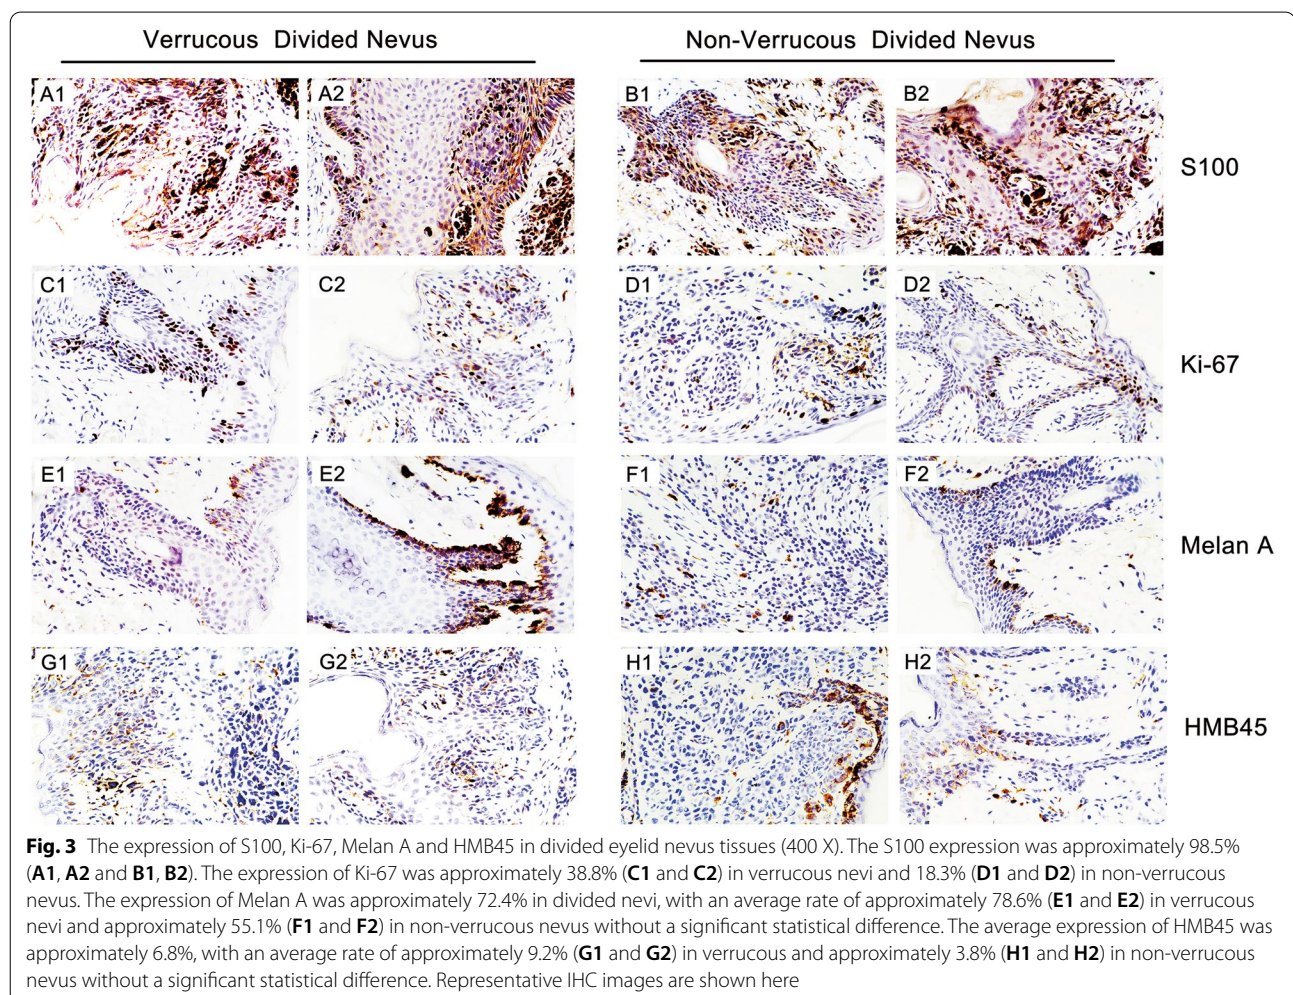 Verrucous Divided Nevus
Non-Verrucous Divided Nevus
A1
A2
B1
B2
S100
C1
C2
D1
D2
Ki-67
E1
E2
F1
F2
Melan A
G1
G2
H1
H2
HMB45
Fig. 3 The expression of S100, Ki-67, Melan A and HMB45 in divided eyelid nevus tissues (400 X). The S100 expression was approximately 98.5%
(A1, A2 and B1, B2). The expression of Ki-67 was approximately 38.8% (C1 and C2) in verrucous nevi and 18.3% (D1 and D2) in non-verrucous
nevus. The expression of Melan A was approximately 72.4% in divided nevi, with an average rate of approximately 78.6% (E1 and E2) in verrucous
nevi and approximately 55.1% (F1 and F2) in non-verrucous nevus without a significant statistical difference. The average expression of HMB45 was
approximately 6.8%, with an average rate of approximately 9.2% (G1 and G2) in verrucous and approximately 3.8% (H1 and H2) in non-verrucous
nevus without a significant statistical difference. Representative IHC images are shown here